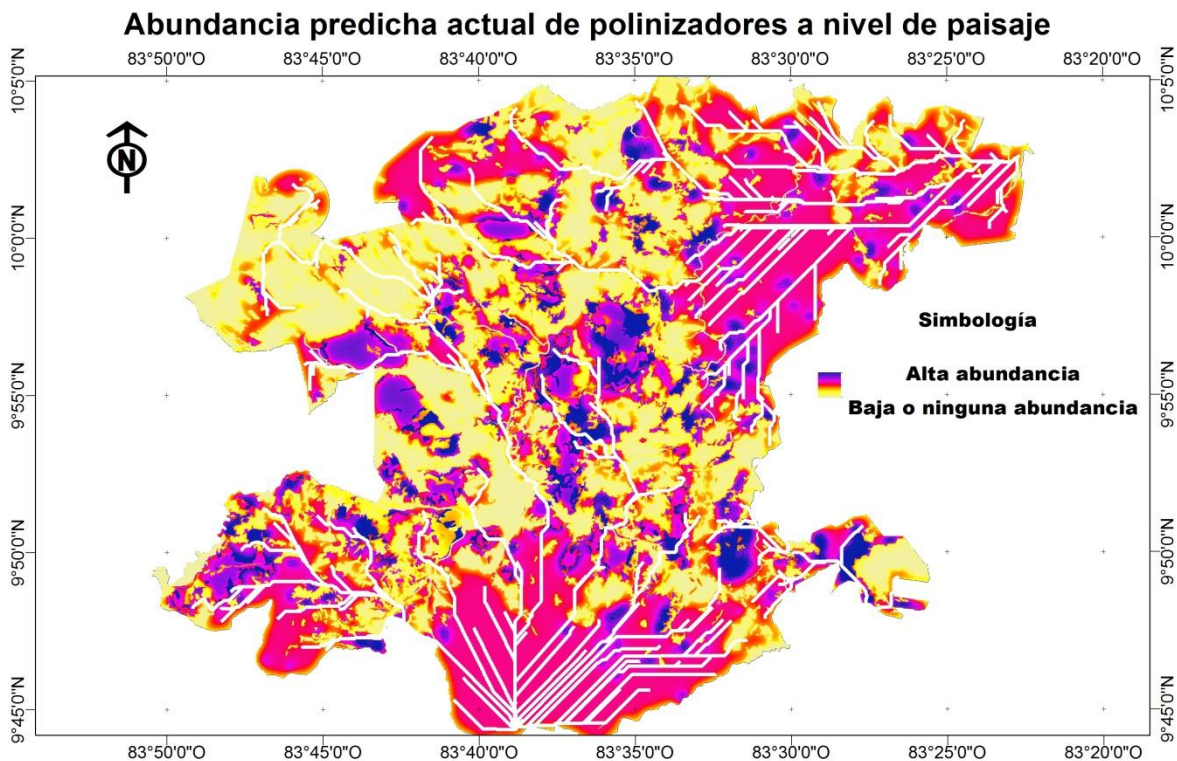 Abundancia predicha actual de polinizadores a nivel de paisaje
83°50'0"O 83°45'0"O 83°40'0"O 83°35'0"O 83°30'0"O 83°25'0"O 83°20'0"O
10°5'0"N 10°5'0"N
N
10°0'0"N 10°0'0"N
Simbología
Alta abundancia
9°55'0"N 9°55'0"N
Baja o ninguna abundancia
9°50'0"N 9°50'0"N
9°45'0"N 9°45'0"N
83°50'0"O 83°45'0"O 83°40'0"O 83°35'0"O 83°30'0"O 83°25'0"O 83°20'0"O